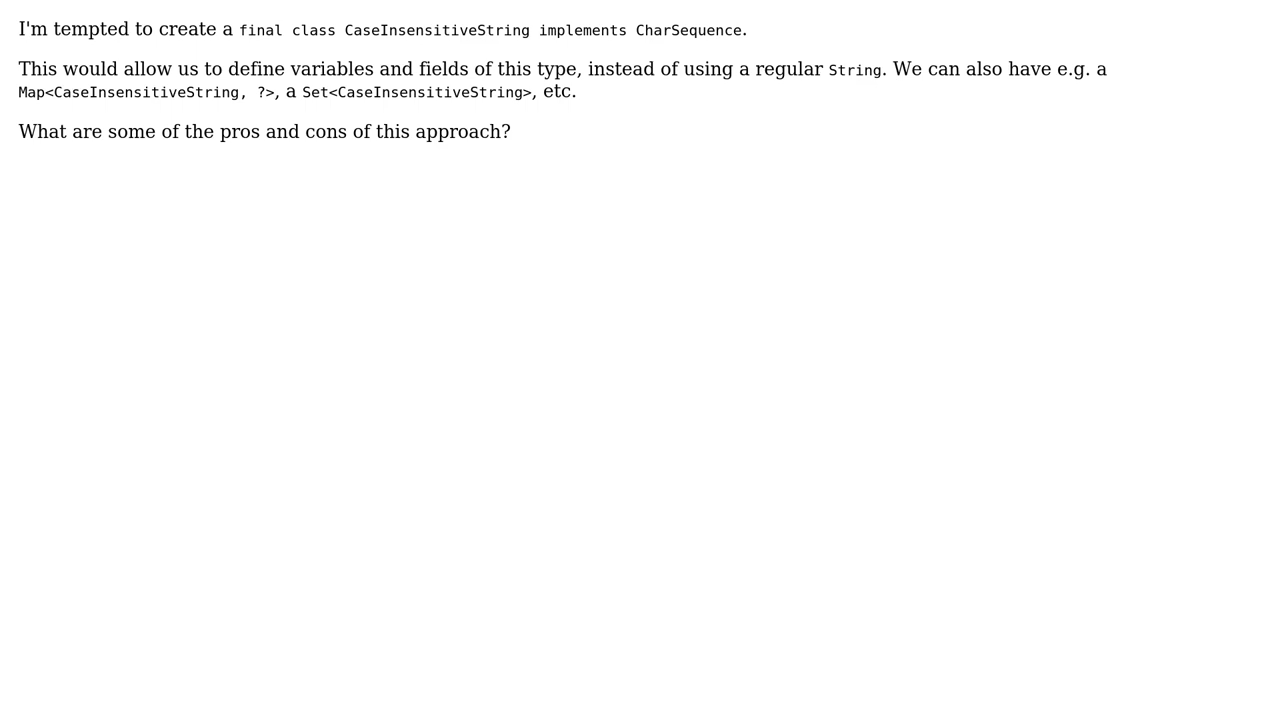 I'm tempted to create a final class CaseInsensitiveString implements CharSequence.
This would allow us to define variables and fields of this type, instead of using a regular String. We can also have e.g. a
Map<CaseInsensitiveString, ?>, a Set<CaseInsensitiveString>, etc.
What are some of the pros and cons of this approach?